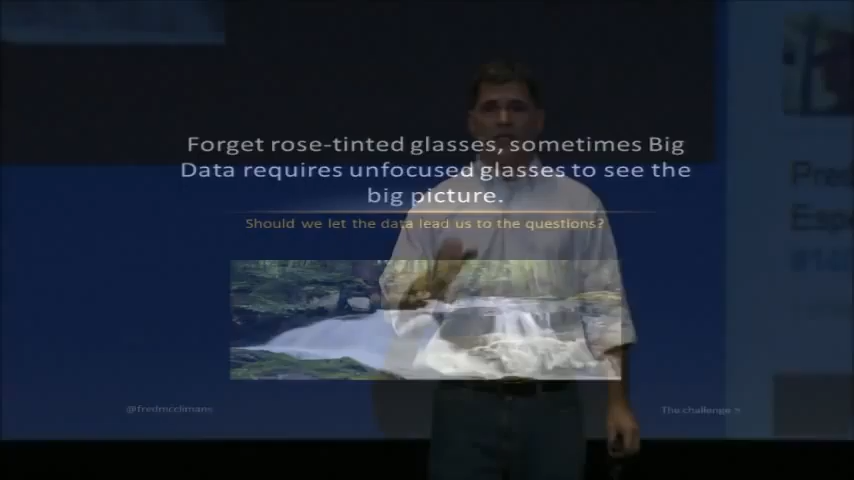 Forget rose-tinted glasses, sometimes Big
Data requires unfocused glasses to see the
big picture.
Should we let the data lead us to the questions?
@fredmcclimans
The challenge